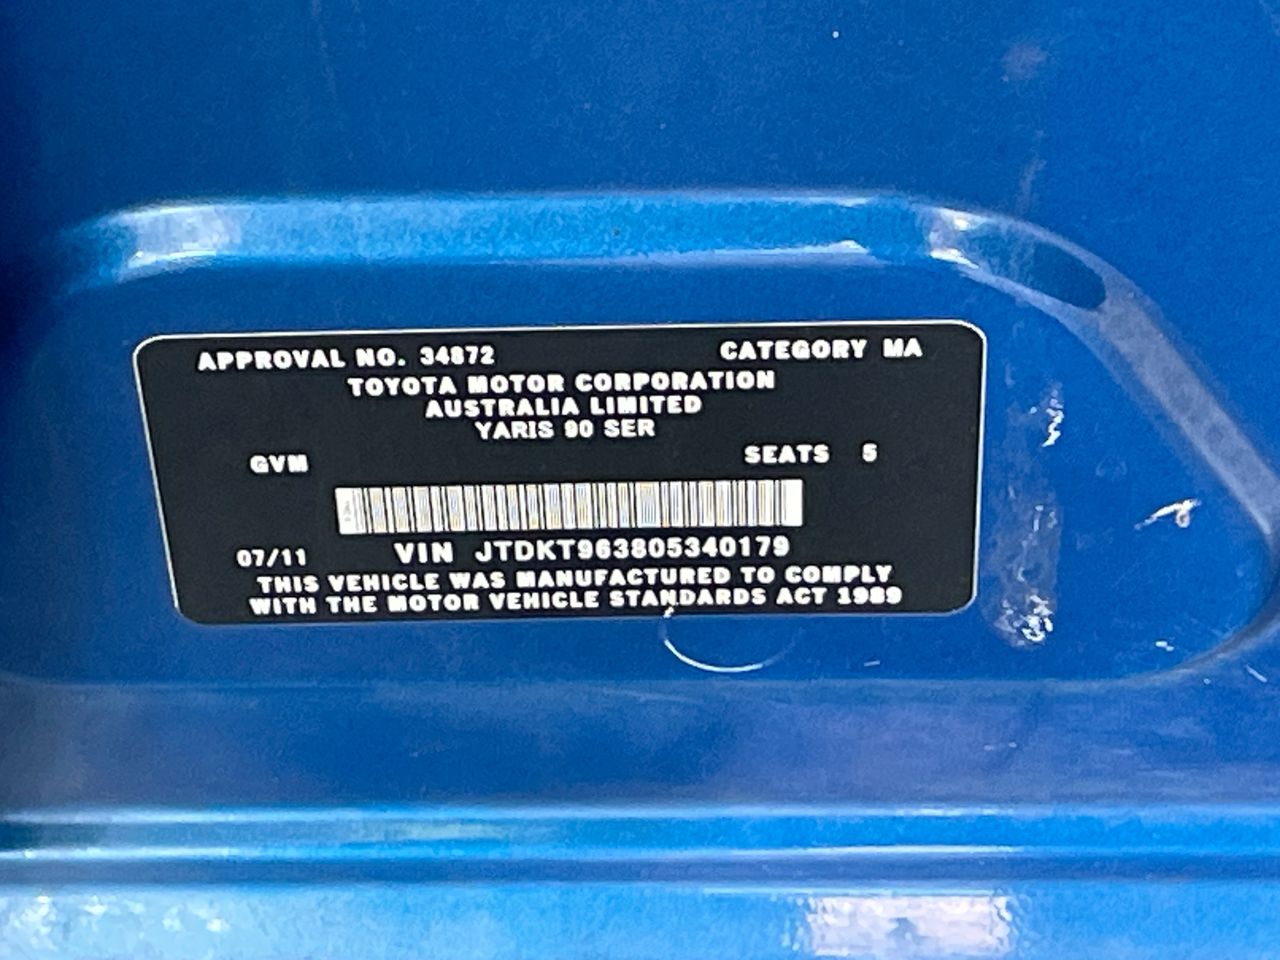 APPROVAL NO. 34872 CATEGORY MA
TOYOTA MOTOR CORPORATION
AUSTRALIA LIMITED
YARIS 90 SER
GVM SEATS 5
07/11 VIN JTDKT963805340179
THIS VEHICLE WAS MANUFACTURED TO COMPLY
WITH THE MOTOR VEHICLE STANDARDS ACT 1989